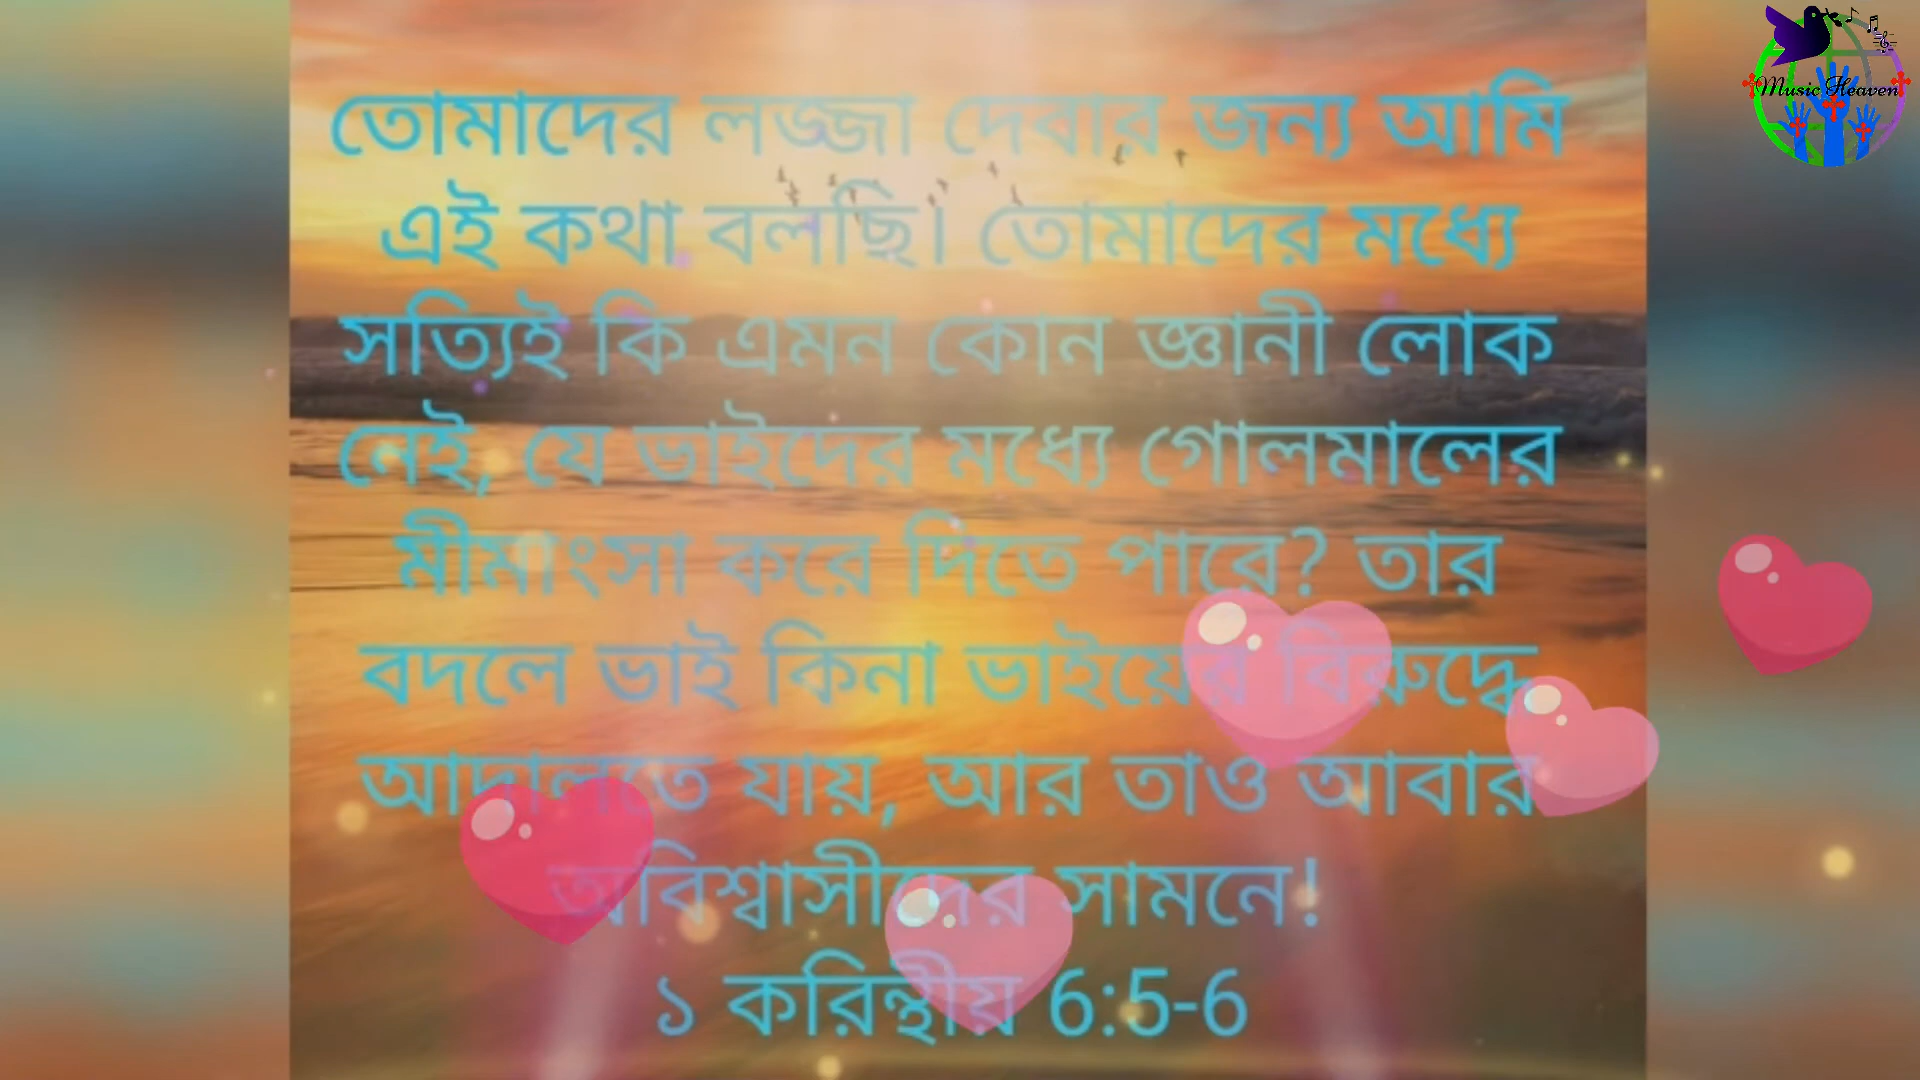 তোমাদের লজ্জা দেবার জন্য আমি
এই কথা বলছি। তোমাদের মধ্যে
সত্যিই কি এমন কোন জ্ঞানী লোক
নেই, যে ভাইদের মধ্যে গোলমালের
মীমাংসা করে দিতে পারে? তার
বদলে ভাই কিনা ভাইয়ের বিরুদ্ধে
আদালতে যায়, আর তাও আবার
অবিশ্বাসীদের সামনে!
১ করিন্থীয় 6:5-6
Music Heaven